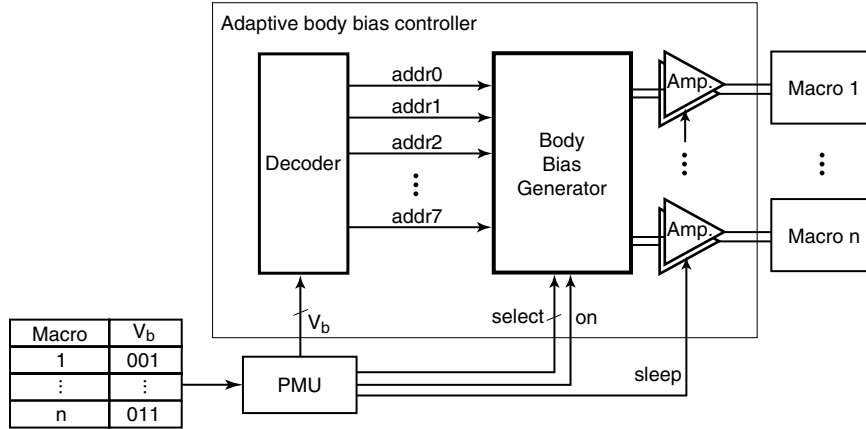 Adaptive body bias controller
Decoder
addr0
addr1
addr2
⋮
addr7
Body
Bias
Generator
Amp.
⋮
Amp.
Macro 1
⋮
Macro n
V_b
select
on
sleep
PMU
Macro V_b
1 001
⋮ ⋮
n 011